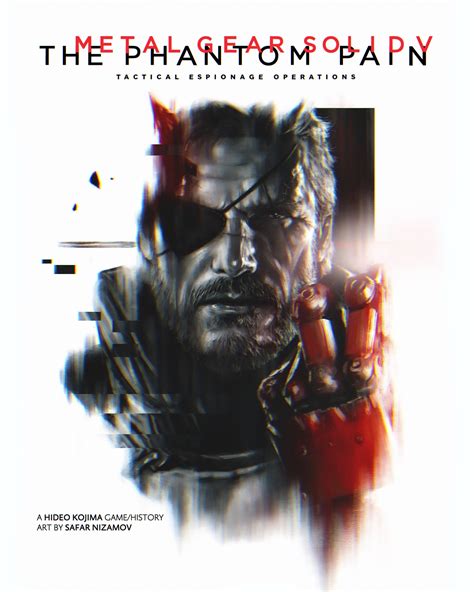 METAL GEAR SOLID V
THE PHANTOM PAIN
TACTICAL ESPIONAGE OPERATIONS
A HIDEO KOJIMA GAME/HISTORY
ART BY SAFAR NIZAMOV